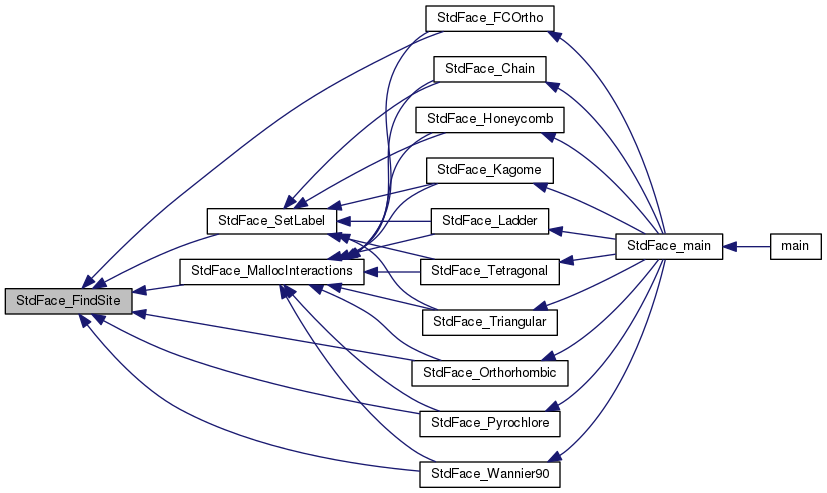 StdFace_FCOrtho
StdFace_Chain
StdFace_Honeycomb
StdFace_Kagome
StdFace_SetLabel
StdFace_Ladder
StdFace_main
main
StdFace_MallocInteractions
StdFace_Tetragonal
StdFace_FindSite
StdFace_Triangular
StdFace_Orthorhombic
StdFace_Pyrochlore
StdFace_Wannier90